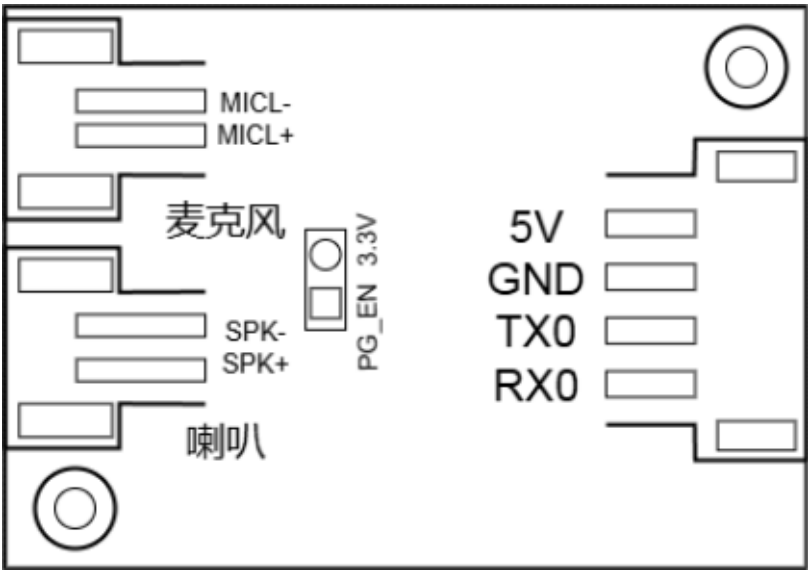 MICL-
MICL+
麦克风
3.3V
PG_EN
SPK-
SPK+
喇叭
5V
GND
TX0
RX0